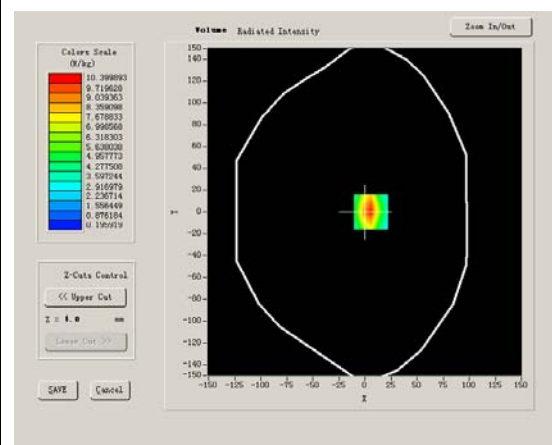 Volume Radiated Intensity
Zoom In/Out
Colors Scale
(W/kg)
10.399893
9.719628
9.039363
8.359098
7.678833
6.998568
6.318303
5.638038
4.957773
4.277508
3.597244
2.916979
2.236714
1.556449
0.876184
0.195919
150
140
120
100
80
60
40
20
0
-20
-40
-60
-80
-100
-120
-140
-150
Y
-150 -125 -100 -75 -50 -25 0 25 50 75 100 125 150
X
Z-Cuts Control
<< Upper Cut
Z = mm
Lower Cut >>
SAVE
Cancel